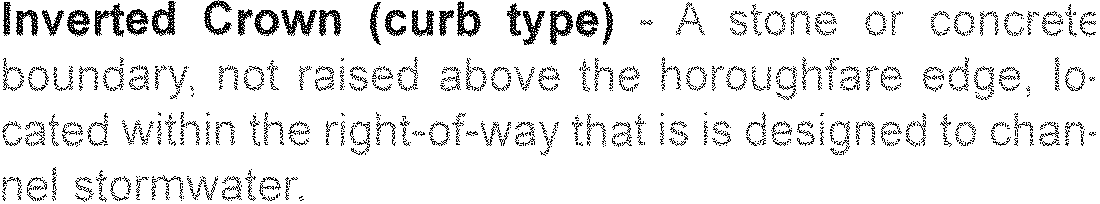 Inverted Crown (curb type) - A stone or concrete
boundary, not raised above the horoughfare edge, lo-
cated within the right-of-way that is is designed to chan-
nel stormwater.